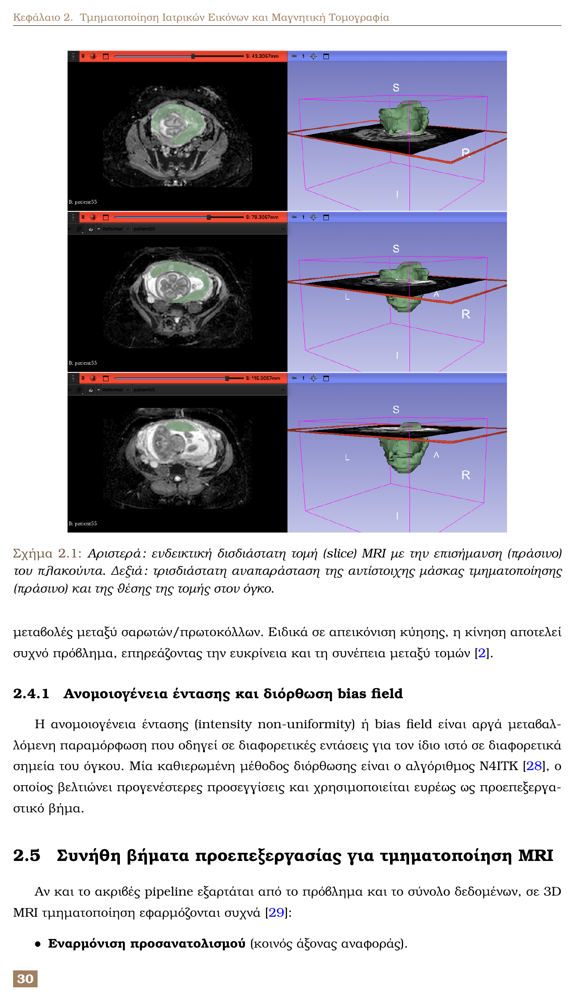 Κεφάλαιο 2. Τμηματοποίηση Ιατρικών Εικόνων και Μαγνητική Τομογραφία
R S: 43.3057mm 1
S
R
I
B: patient55
R S: 79.3057mm 1
Reformat patient55
S
L A
R
I
B: patient55
R S: 115.3057mm 1
Reformat patient55
S
L A
R
I
B: patient55
Σχήμα 2.1: Αριστερά: ενδεικτική δισδιάστατη τομή (slice) MRI με την επισήμανση (πράσινο)
του πλακούντα. Δεξιά: τρισδιάστατη αναπαράσταση της αντίστοιχης μάσκας τμηματοποίησης
(πράσινο) και της θέσης της τομής στον όγκο.
μεταβολές μεταξύ σαρωτών/πρωτοκόλλων. Ειδικά σε απεικόνιση κύησης, η κίνηση αποτελεί
συχνό πρόβλημα, επηρεάζοντας την ευκρίνεια και τη συνέπεια μεταξύ τομών [2].
2.4.1 Ανομοιογένεια έντασης και διόρθωση bias field
Η ανομοιογένεια έντασης (intensity non-uniformity) ή bias field είναι αργά μεταβαλ-
λόμενη παραμόρφωση που οδηγεί σε διαφορετικές εντάσεις για τον ίδιο ιστό σε διαφορετικά
σημεία του όγκου. Μία καθιερωμένη μέθοδος διόρθωσης είναι ο αλγόριθμος N4ITK [28], ο
οποίος βελτιώνει προγενέστερες προσεγγίσεις και χρησιμοποιείται ευρέως ως προεπεξεργα-
στικό βήμα.
2.5 Συνήθη βήματα προεπεξεργασίας για τμηματοποίηση MRI
Αν και το ακριβές pipeline εξαρτάται από το πρόβλημα και το σύνολο δεδομένων, σε 3D
MRI τμηματοποίηση εφαρμόζονται συχνά [29]:
• Εναρμόνιση προσανατολισμού (κοινός άξονας αναφοράς).
30